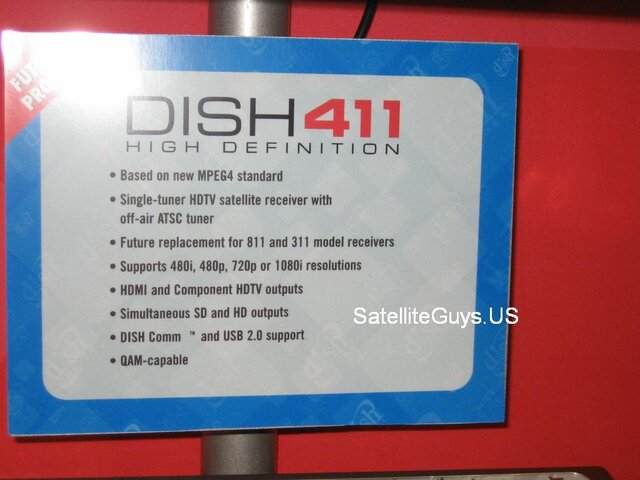 DISH 411
HIGH DEFINITION
• Based on new MPEG4 standard
• Single-tuner HDTV satellite receiver with
off-air ATSC tuner
• Future replacement for 811 and 311 model receivers
• Supports 480i, 480p, 720p or 1080i resolutions
• HDMI and Component HDTV outputs
• Simultaneous SD and HD outputs
SatelliteGuys.US
• DISH Comm ™ and USB 2.0 support
• QAM-capable